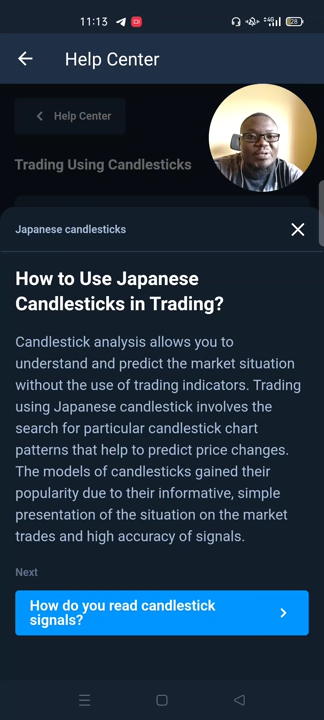 11:13
28
Help Center
Help Center
Trading Using Candlesticks
Japanese candlesticks
How to Use Japanese
Candlesticks in Trading?
Candlestick analysis allows you to
understand and predict the market situation
without the use of trading indicators. Trading
using Japanese candlestick involves the
search for particular candlestick chart
patterns that help to predict price changes.
The models of candlesticks gained their
popularity due to their informative, simple
presentation of the situation on the market
trades and high accuracy of signals.
Next
How do you read candlestick
signals?